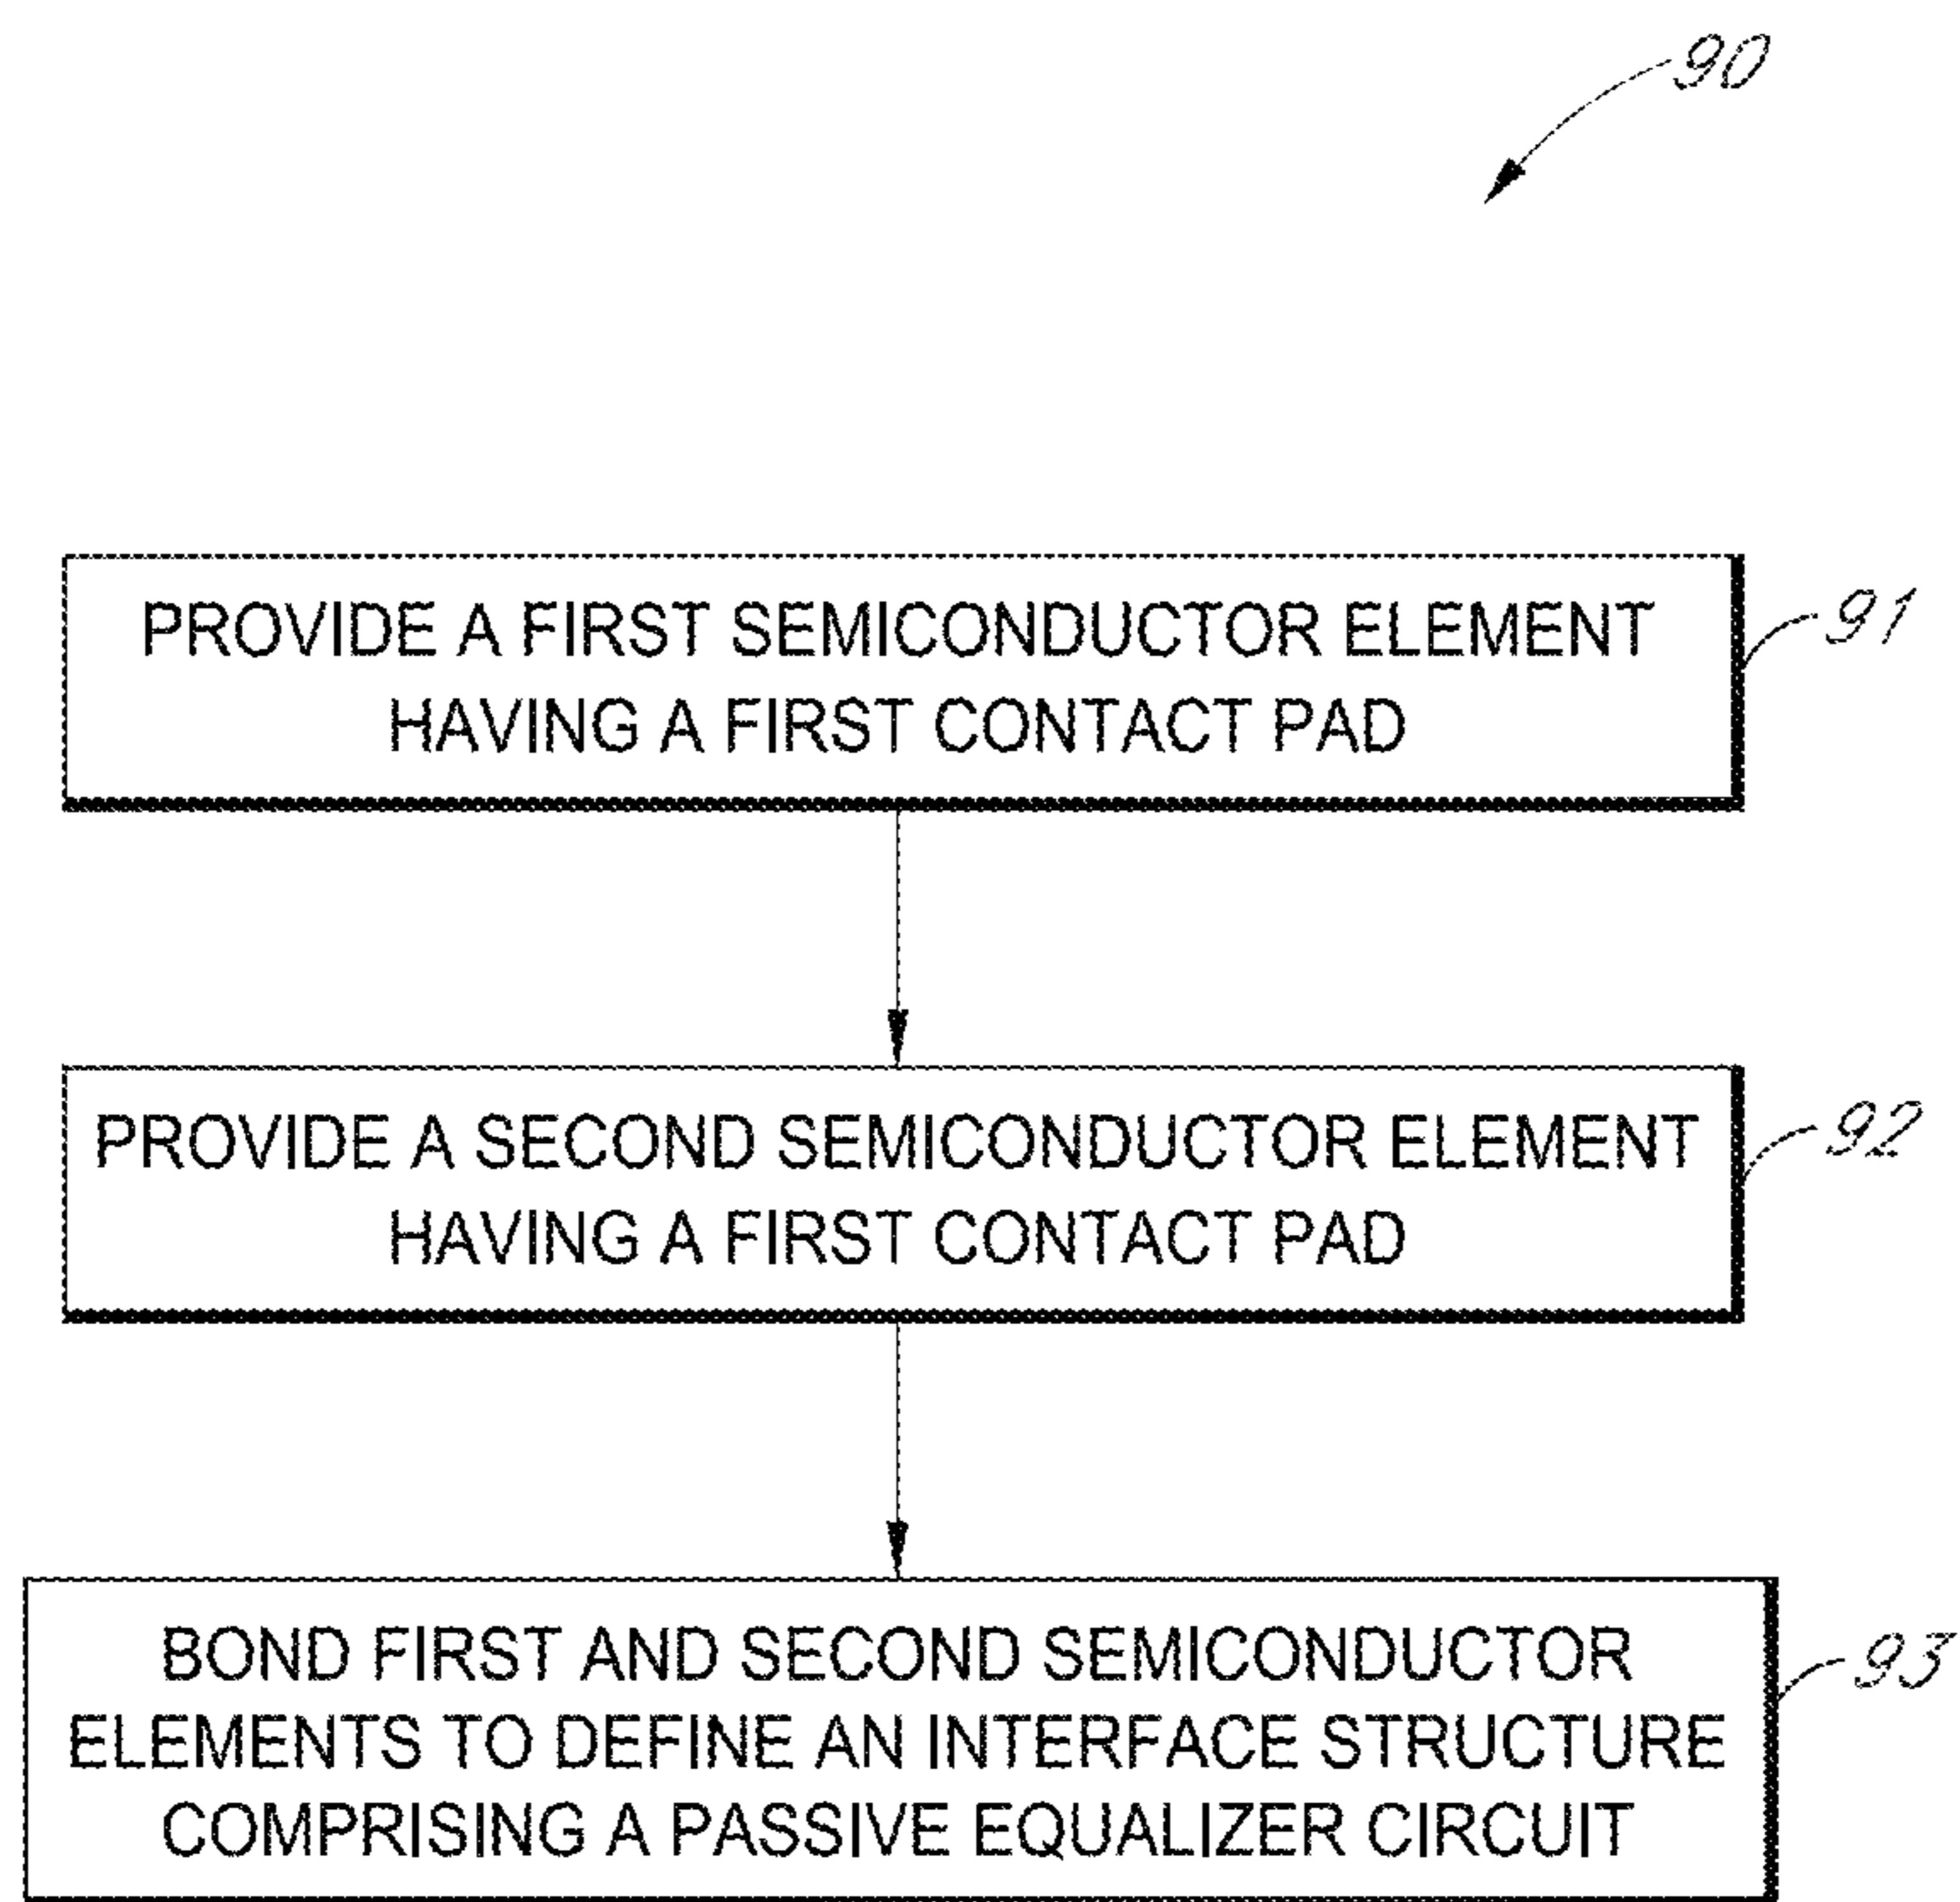 90
PROVIDE A FIRST SEMICONDUCTOR ELEMENT
HAVING A FIRST CONTACT PAD
91
PROVIDE A SECOND SEMICONDUCTOR ELEMENT
HAVING A FIRST CONTACT PAD
92
BOND FIRST AND SECOND SEMICONDUCTOR
ELEMENTS TO DEFINE AN INTERFACE STRUCTURE
COMPRISING A PASSIVE EQUALIZER CIRCUIT
93